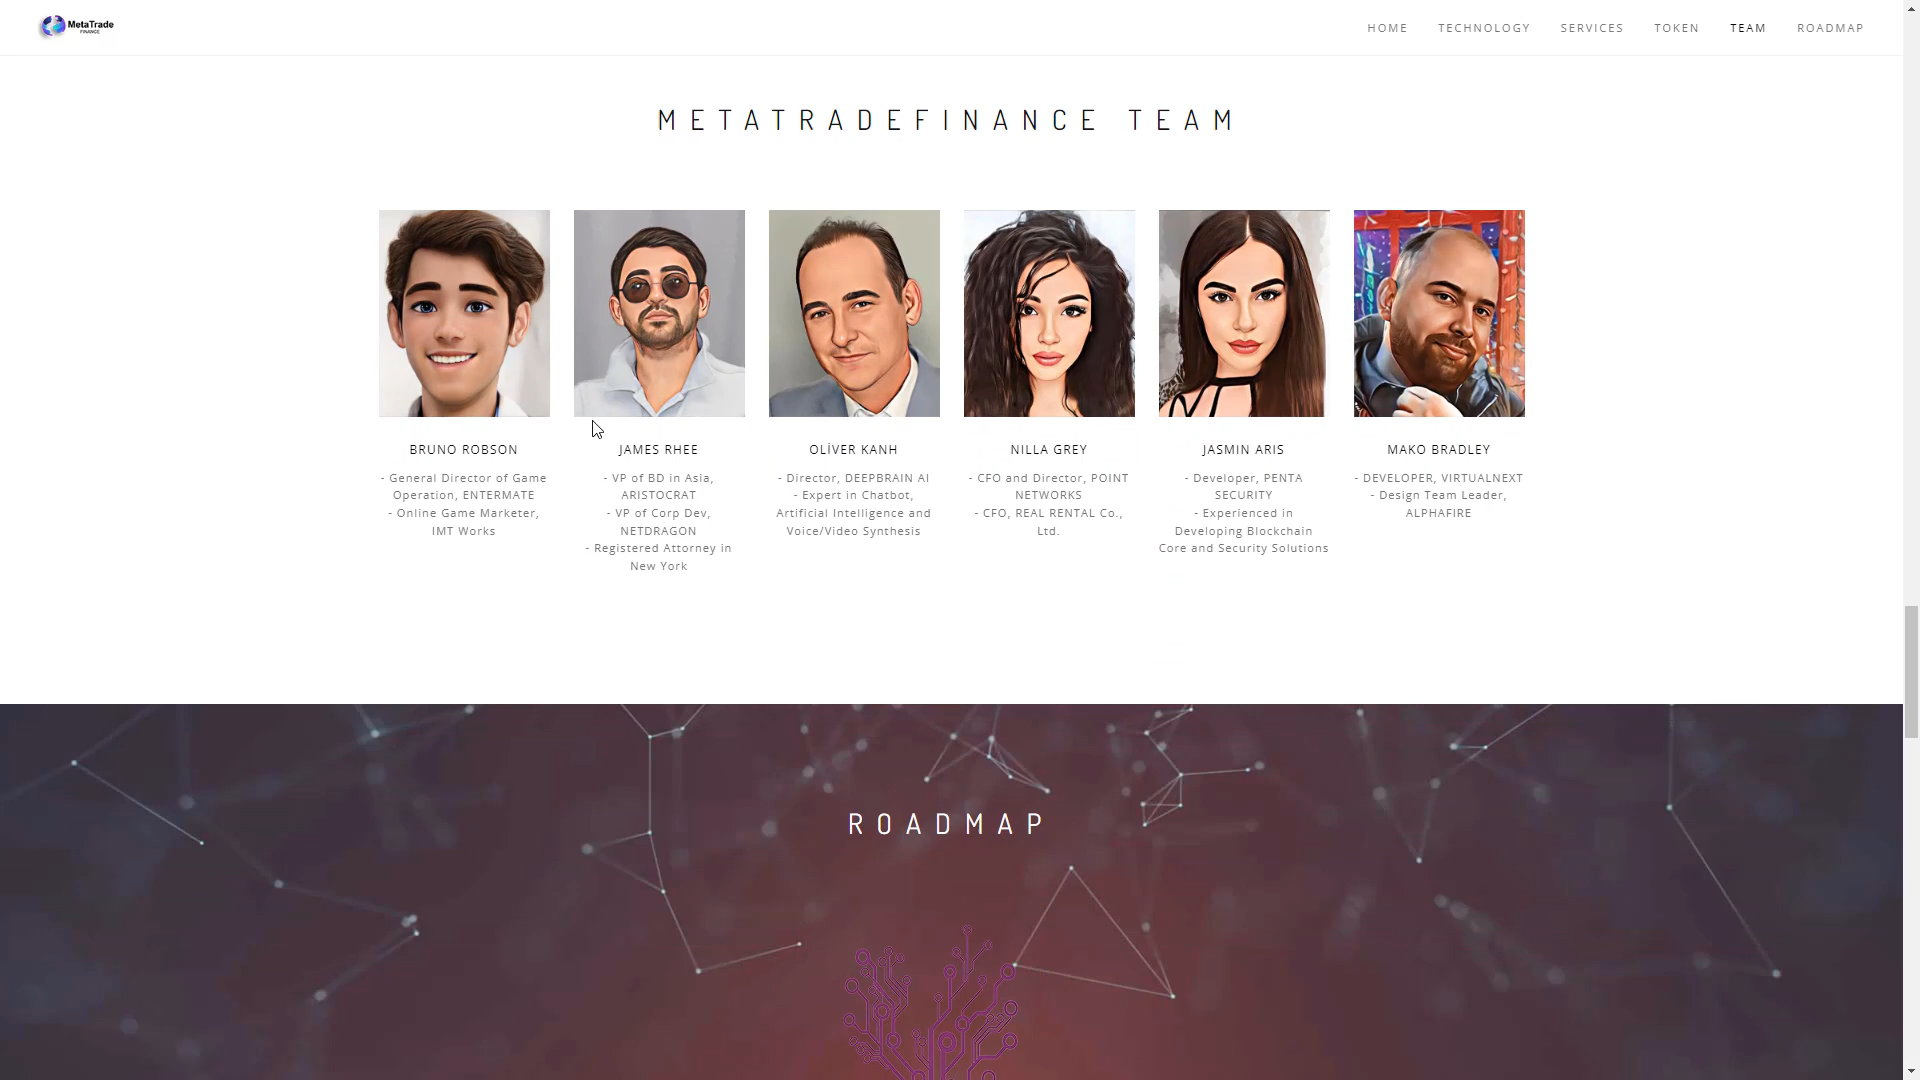 MetaTrade
FINANCE
HOME TECHNOLOGY SERVICES TOKEN TEAM ROADMAP
METATRADEFINANCE TEAM
BRUNO ROBSON
- General Director of Game
Operation, ENTERMATE
- Online Game Marketer,
IMT Works
JAMES RHEE
- VP of BD in Asia,
ARISTOCRAT
- VP of Corp Dev,
NETDRAGON
- Registered Attorney in
New York
OLİVER KANH
- Director, DEEPBRAIN AI
- Expert in Chatbot,
Artificial Intelligence and
Voice/Video Synthesis
NILLA GREY
- CFO and Director, POINT
NETWORKS
- CFO, REAL RENTAL Co.,
Ltd.
JASMIN ARIS
- Developer, PENTA
SECURITY
- Experienced in
Developing Blockchain
Core and Security Solutions
MAKO BRADLEY
- DEVELOPER, VIRTUALNEXT
- Design Team Leader,
ALPHAFIRE
ROADMAP